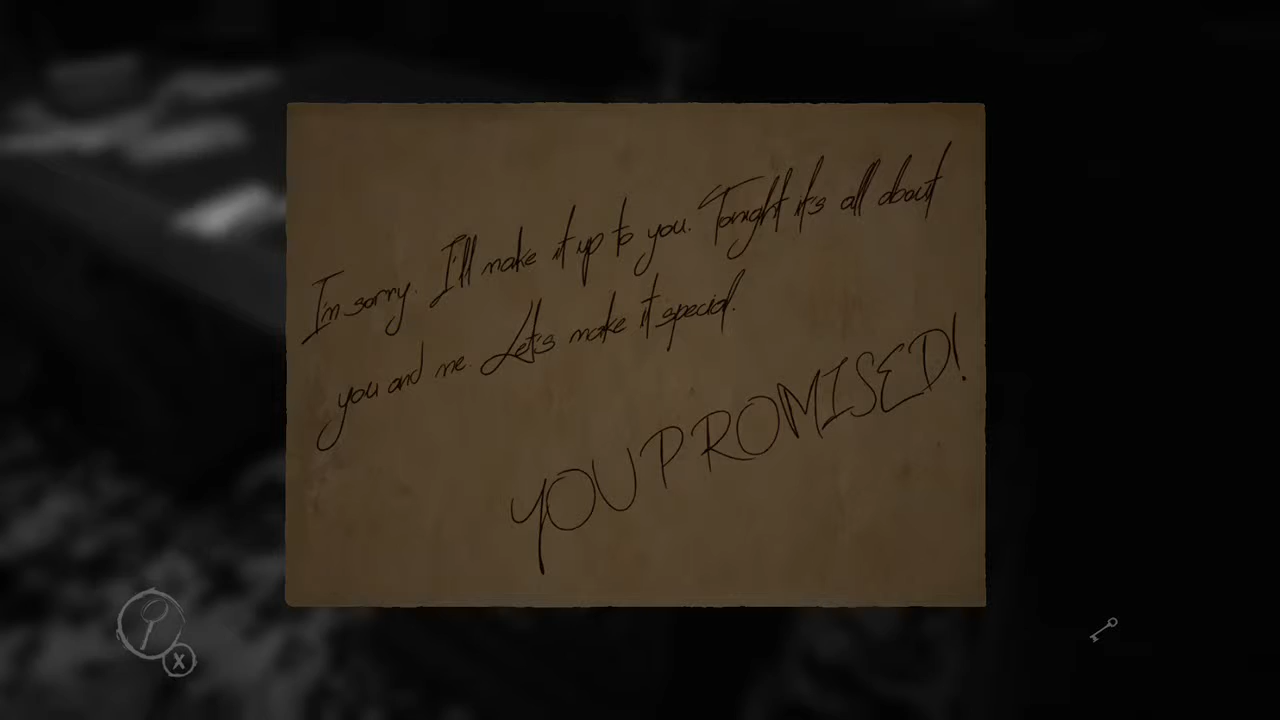 I'm sorry. I'll make it up to you. Tonight it's all about
you and me. Let's make it special.
YOU PROMISED!
X